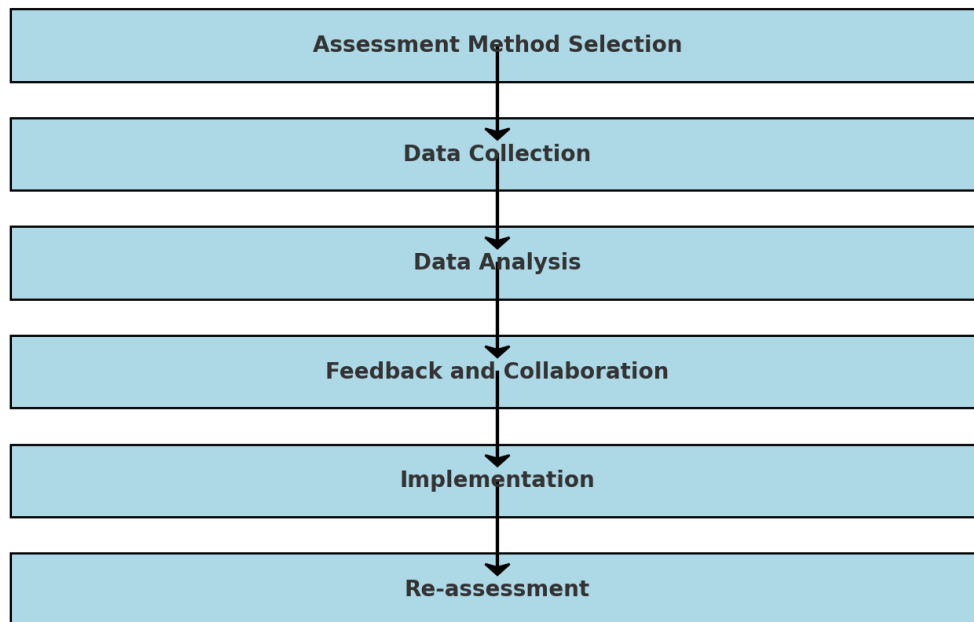 Assessment Method Selection
Data Collection
Data Analysis
Feedback and Collaboration
Implementation
Re-assessment